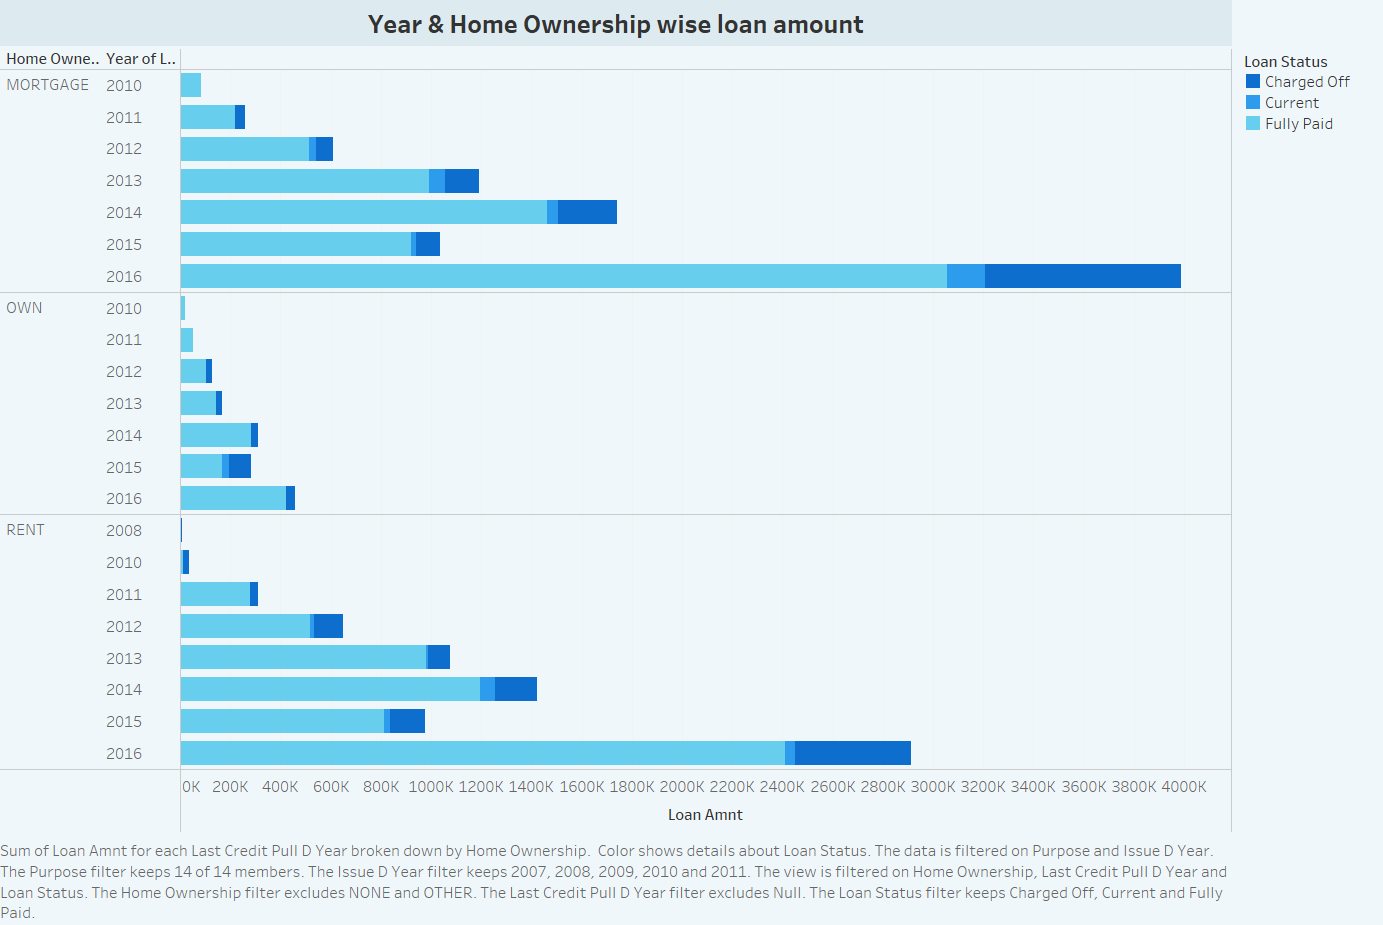 Year & Home Ownership wise loan amount
Home Owne.. Year of L..
Loan Status
Charged Off
Current
Fully Paid
MORTGAGE 2010
2011
2012
2013
2014
2015
2016
OWN 2010
2011
2012
2013
2014
2015
2016
RENT 2008
2010
2011
2012
2013
2014
2015
2016
0K 200K 400K 600K 800K 1000K 1200K 1400K 1600K 1800K 2000K 2200K 2400K 2600K 2800K 3000K 3200K 3400K 3600K 3800K 4000K
Loan Amnt
Sum of Loan Amnt for each Last Credit Pull D Year broken down by Home Ownership.  Color shows details about Loan Status. The data is filtered on Purpose and Issue D Year.
The Purpose filter keeps 14 of 14 members. The Issue D Year filter keeps 2007, 2008, 2009, 2010 and 2011. The view is filtered on Home Ownership, Last Credit Pull D Year and
Loan Status. The Home Ownership filter excludes NONE and OTHER. The Last Credit Pull D Year filter excludes Null. The Loan Status filter keeps Charged Off, Current and Fully
Paid.